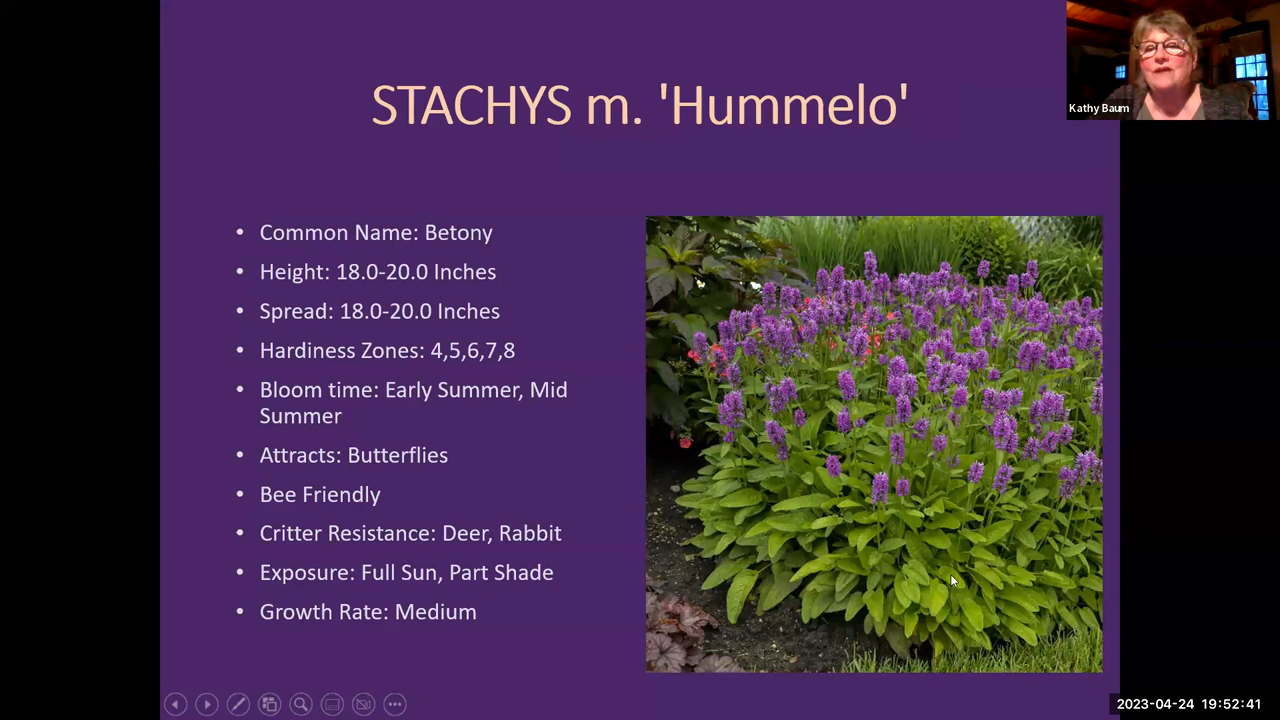 STACHYS m. 'Hummelo'
Kathy Baum
• Common Name: Betony
• Height: 18.0-20.0 Inches
• Spread: 18.0-20.0 Inches
• Hardiness Zones: 4,5,6,7,8
• Bloom time: Early Summer, Mid
Summer
• Attracts: Butterflies
• Bee Friendly
• Critter Resistance: Deer, Rabbit
• Exposure: Full Sun, Part Shade
• Growth Rate: Medium
2023-04-24 19:52:41